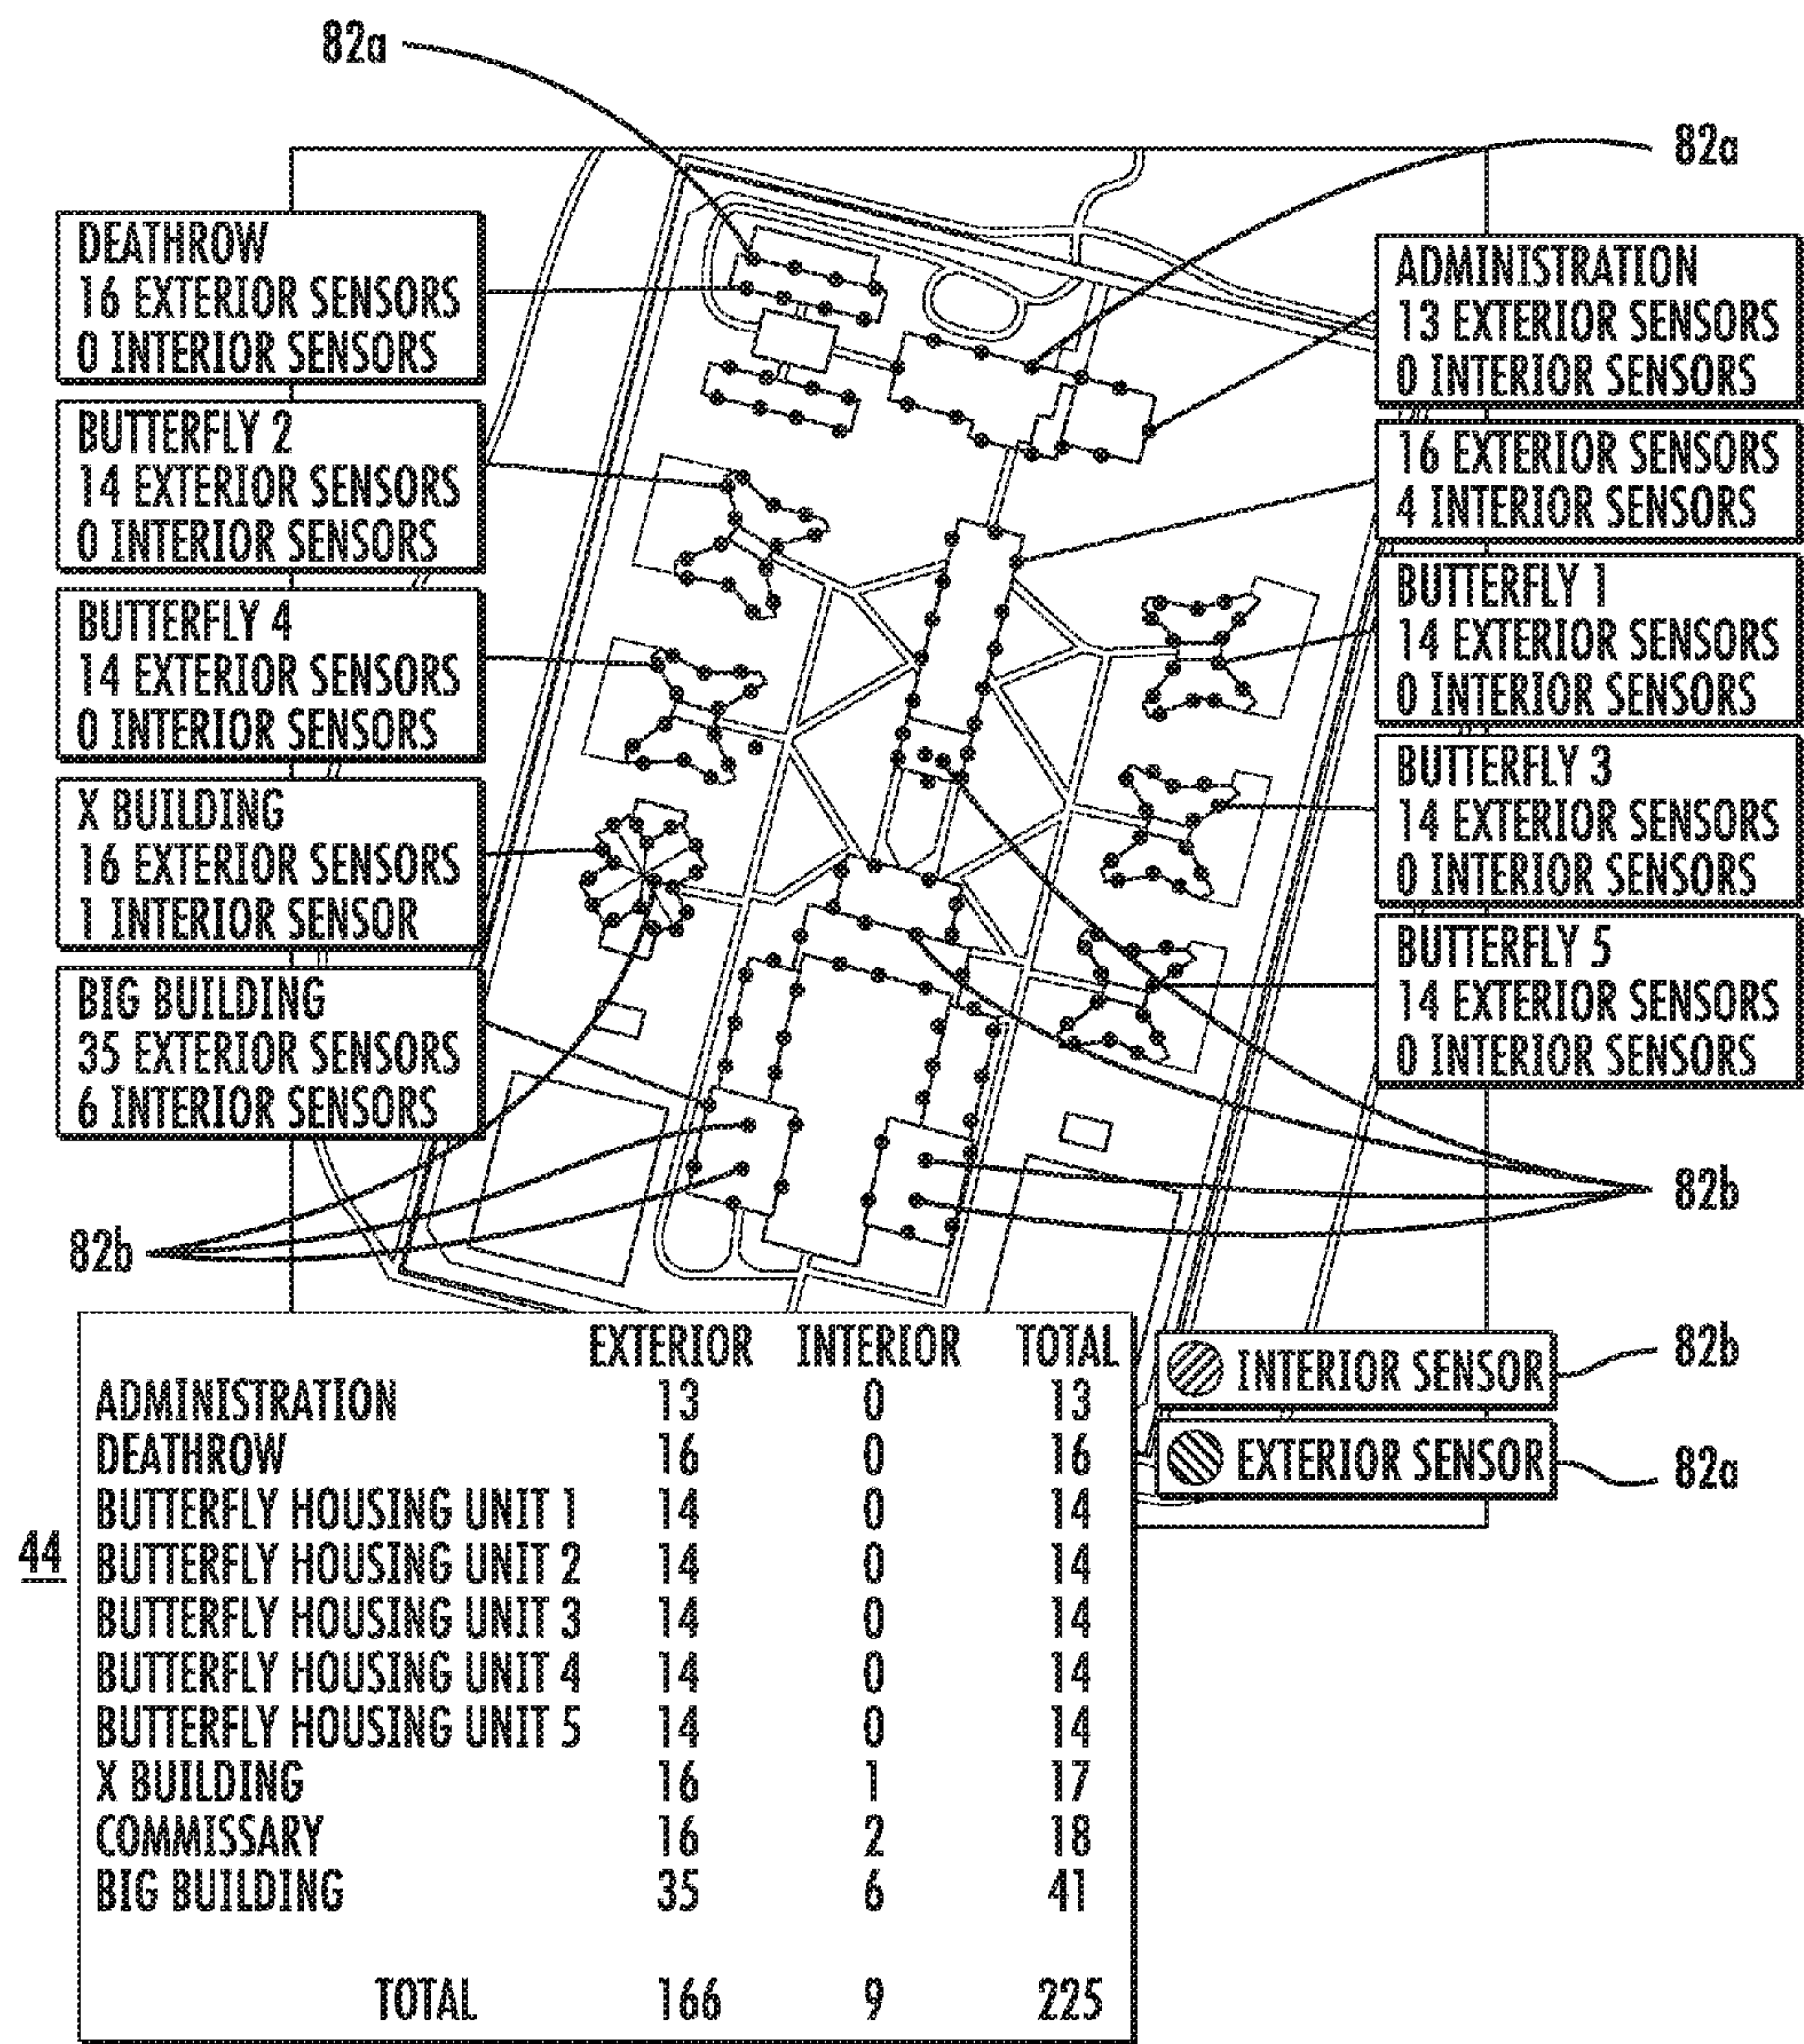 82a
82a
DEATHROW
16 EXTERIOR SENSORS
0 INTERIOR SENSORS
BUTTERFLY 2
14 EXTERIOR SENSORS
0 INTERIOR SENSORS
BUTTERFLY 4
14 EXTERIOR SENSORS
0 INTERIOR SENSORS
X BUILDING
16 EXTERIOR SENSORS
1 INTERIOR SENSOR
BIG BUILDING
35 EXTERIOR SENSORS
6 INTERIOR SENSORS
ADMINISTRATION
13 EXTERIOR SENSORS
0 INTERIOR SENSORS
16 EXTERIOR SENSORS
4 INTERIOR SENSORS
BUTTERFLY 1
14 EXTERIOR SENSORS
0 INTERIOR SENSORS
BUTTERFLY 3
14 EXTERIOR SENSORS
0 INTERIOR SENSORS
BUTTERFLY 5
14 EXTERIOR SENSORS
0 INTERIOR SENSORS
82b
82b
EXTERIOR INTERIOR TOTAL
ADMINISTRATION 13 0 13
DEATHROW 16 0 16
BUTTERFLY HOUSING UNIT 1 14 0 14
BUTTERFLY HOUSING UNIT 2 14 0 14
BUTTERFLY HOUSING UNIT 3 14 0 14
BUTTERFLY HOUSING UNIT 4 14 0 14
BUTTERFLY HOUSING UNIT 5 14 0 14
X BUILDING 16 1 17
COMMISSARY 16 2 18
BIG BUILDING 35 6 41
TOTAL 166 9 225
44
INTERIOR SENSOR 82b
EXTERIOR SENSOR 82a